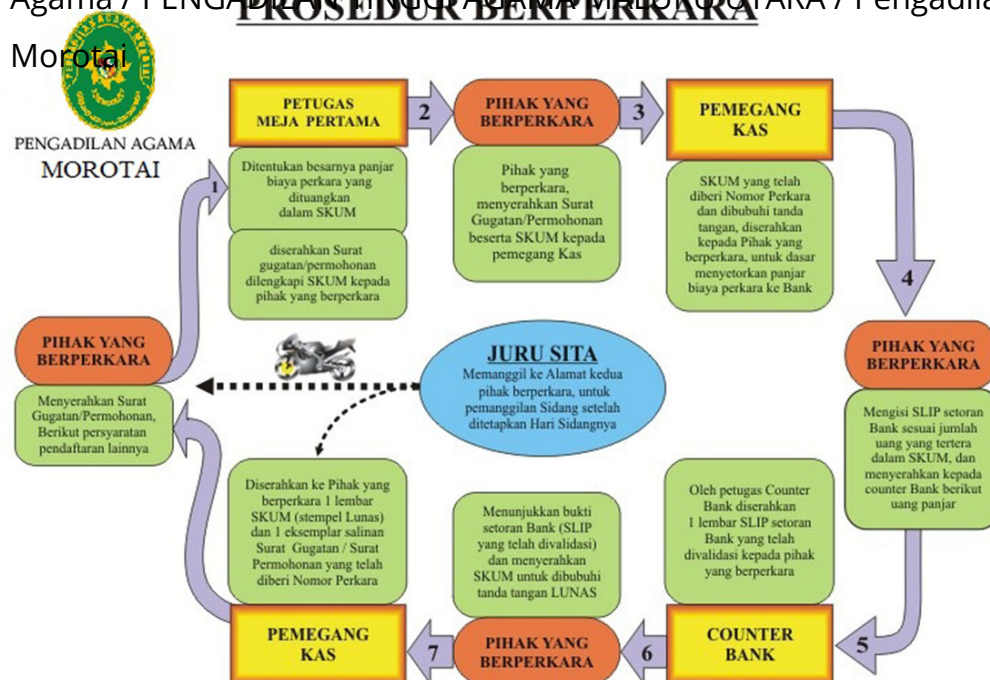 Agama / PENGADILAN TINGGI AGAMA MALUKU UTARA / Pengadila
Morotai
PROSEDUR BERPERKARA
PENGADILAN AGAMA
MOROTAI
1
PETUGAS
MEJA PERTAMA
Ditentukan besarnya panjar
biaya perkara yang
dituangkan
dalam SKUM
diserahkan Surat
gugatan/permohonan
dilengkapi SKUM kepada
pihak yang berperkara
2
PIHAK YANG
BERPERKARA
Pihak yang
berperkara,
menyerahkan Surat
Gugatan/Permohonan
beserta SKUM kepada
pemegang Kas
3
PEMEGANG
KAS
SKUM yang telah
diberi Nomor Perkara
dan dibubuhi tanda
tangan, diserahkan
kepada Pihak yang
berperkara, untuk dasar
menyetorkan panjar
biaya perkara ke Bank
4
PIHAK YANG
BERPERKARA
Menyerahkan Surat
Gugatan/Permohonan,
Berikut persyaratan
pendaftaran lainnya
JURU SITA
Memanggil ke Alamat kedua
pihak berperkara, untuk
pemanggilan Sidang setelah
ditetapkan Hari Sidangnya
PIHAK YANG
BERPERKARA
Mengisi SLIP setoran
Bank sesuai jumlah
uang yang tertera
dalam SKUM, dan
menyerahkan kepada
counter Bank berikut
uang panjar
5
Oleh petugas Counter
Bank diserahkan
1 lembar SLIP setoran
Bank yang telah
divalidasi kepada pihak
yang berperkara
COUNTER
BANK
6
Menunjukkan bukti
setoran Bank (SLIP
yang telah divalidasi)
dan menyerahkan
SKUM untuk dibubuhi
tanda tangan LUNAS
PIHAK YANG
BERPERKARA
7
Diserahkan ke Pihak yang
berperkara 1 lembar
SKUM (stempel Lunas)
dan 1 eksemplar salinan
Surat Gugatan / Surat
Permohonan yang telah
diberi Nomor Perkara
PEMEGANG
KAS